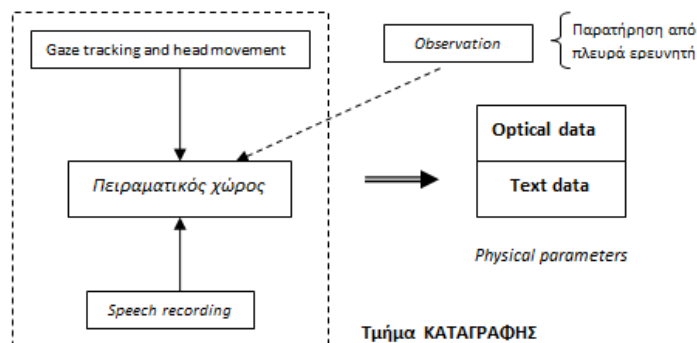 Gaze tracking and head movement
Observation
Παρατήρηση από
πλευρά ερευνητή
Optical data
Πειραματικός χώρος
Text data
Physical parameters
Speech recording
Τμήμα ΚΑΤΑΓΡΑΦΗΣ